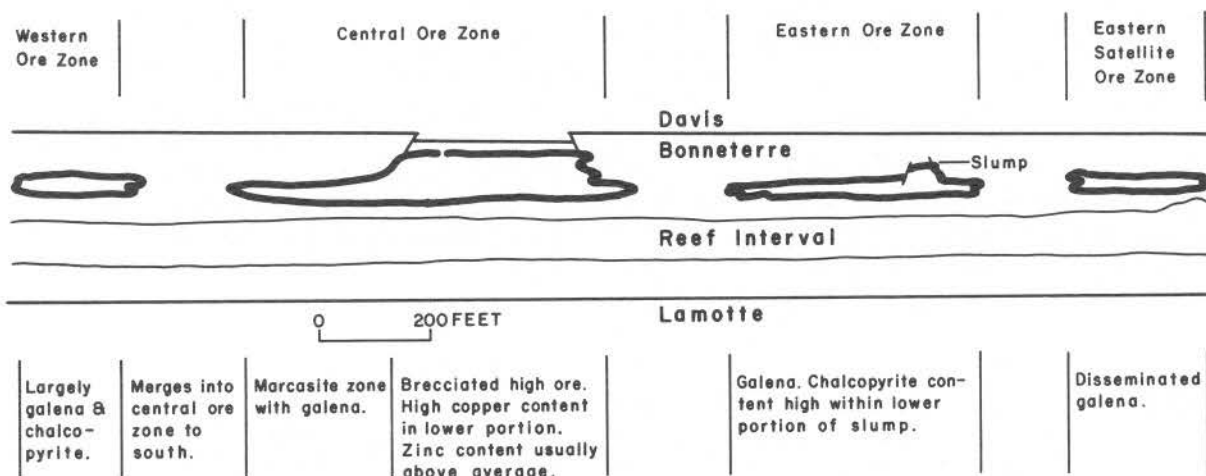 Western
Ore Zone
Central Ore Zone
Eastern Ore Zone
Eastern
Satellite
Ore Zone
Davis
Bonneterre
Slump
Reef Interval
Lamotte
0 200 FEET
Largely
galena &
chalco-
pyrite.
Merges into
central ore
zone to
south.
Marcasite zone
with galena.
Brecciated high ore.
High copper content
in lower portion.
Zinc content usually
above average.
Galena. Chalcopyrite con-
tent high within lower
portion of slump.
Disseminated
galena.